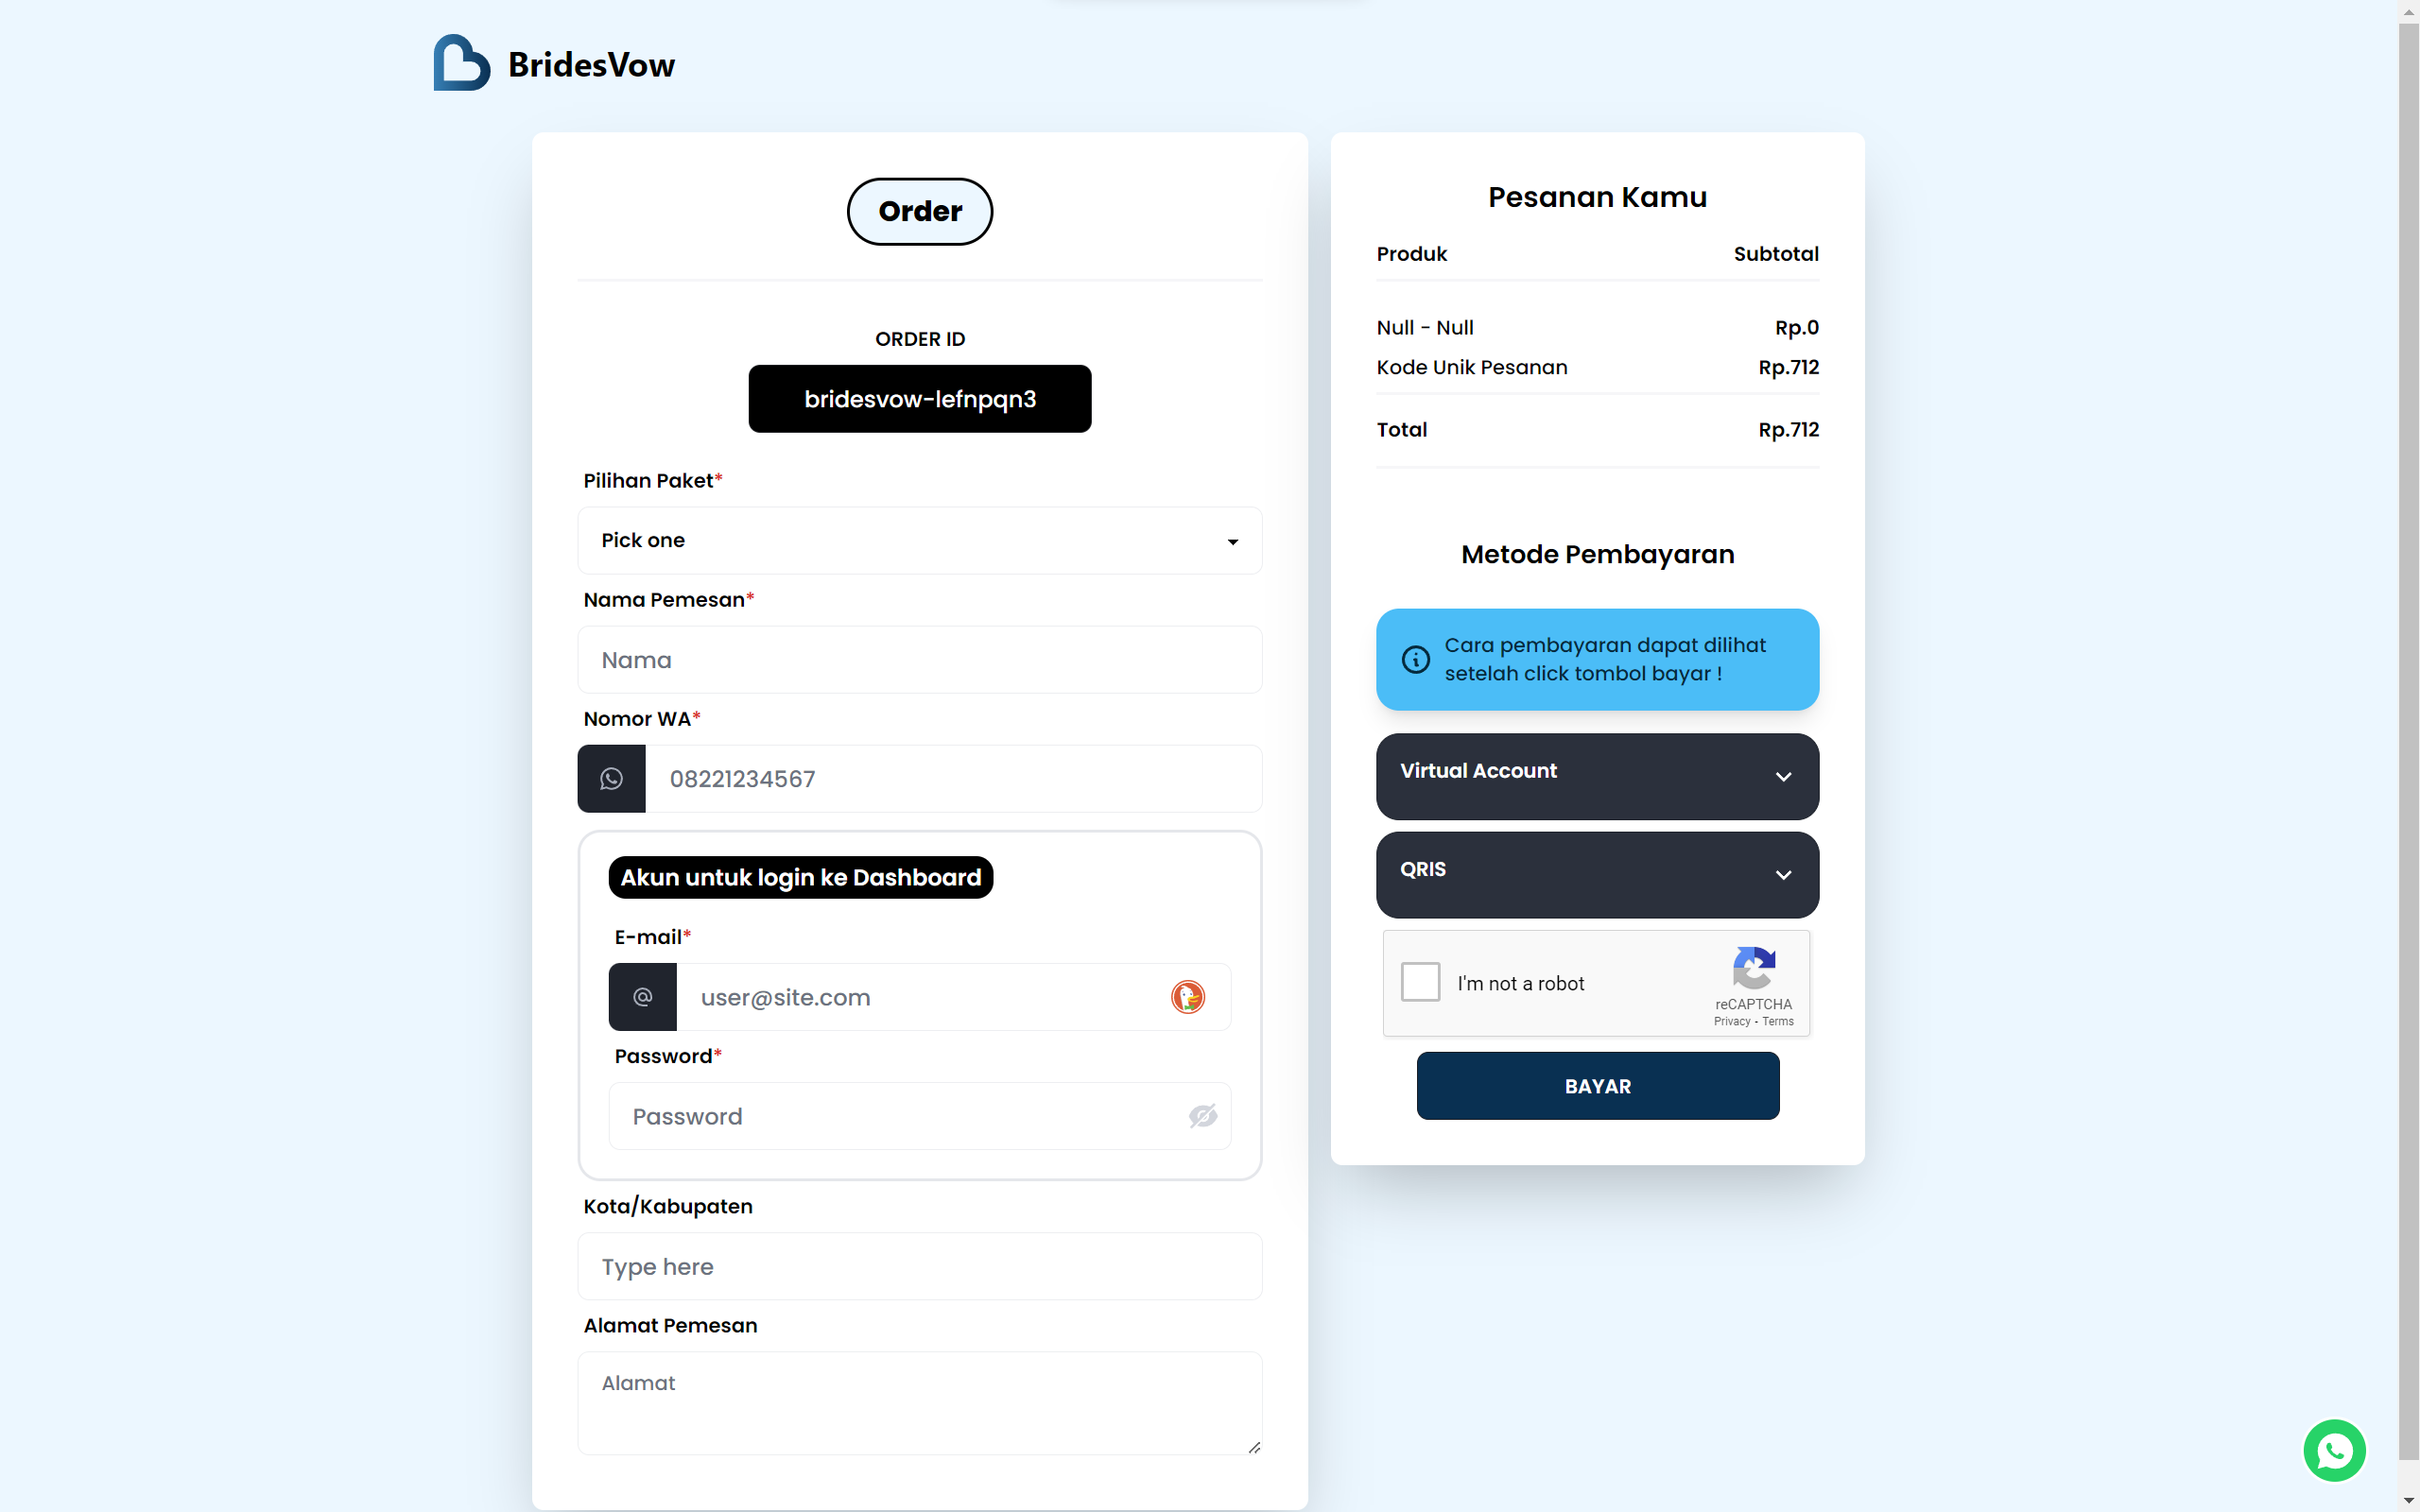 BridesVow
Order
ORDER ID
bridesvow-lefnpqn3
Pilihan Paket*
Pick one
Nama Pemesan*
Nama
Nomor WA*
08221234567
Akun untuk login ke Dashboard
E-mail*
@
user@site.com
Password*
Password
Kota/Kabupaten
Type here
Alamat Pemesan
Alamat
Pesanan Kamu
Produk Subtotal
Null - Null Rp.0
Kode Unik Pesanan Rp.712
Total Rp.712
Metode Pembayaran
Cara pembayaran dapat dilihat
setelah click tombol bayar !
Virtual Account
QRIS
I'm not a robot
reCAPTCHA
Privacy - Terms
BAYAR